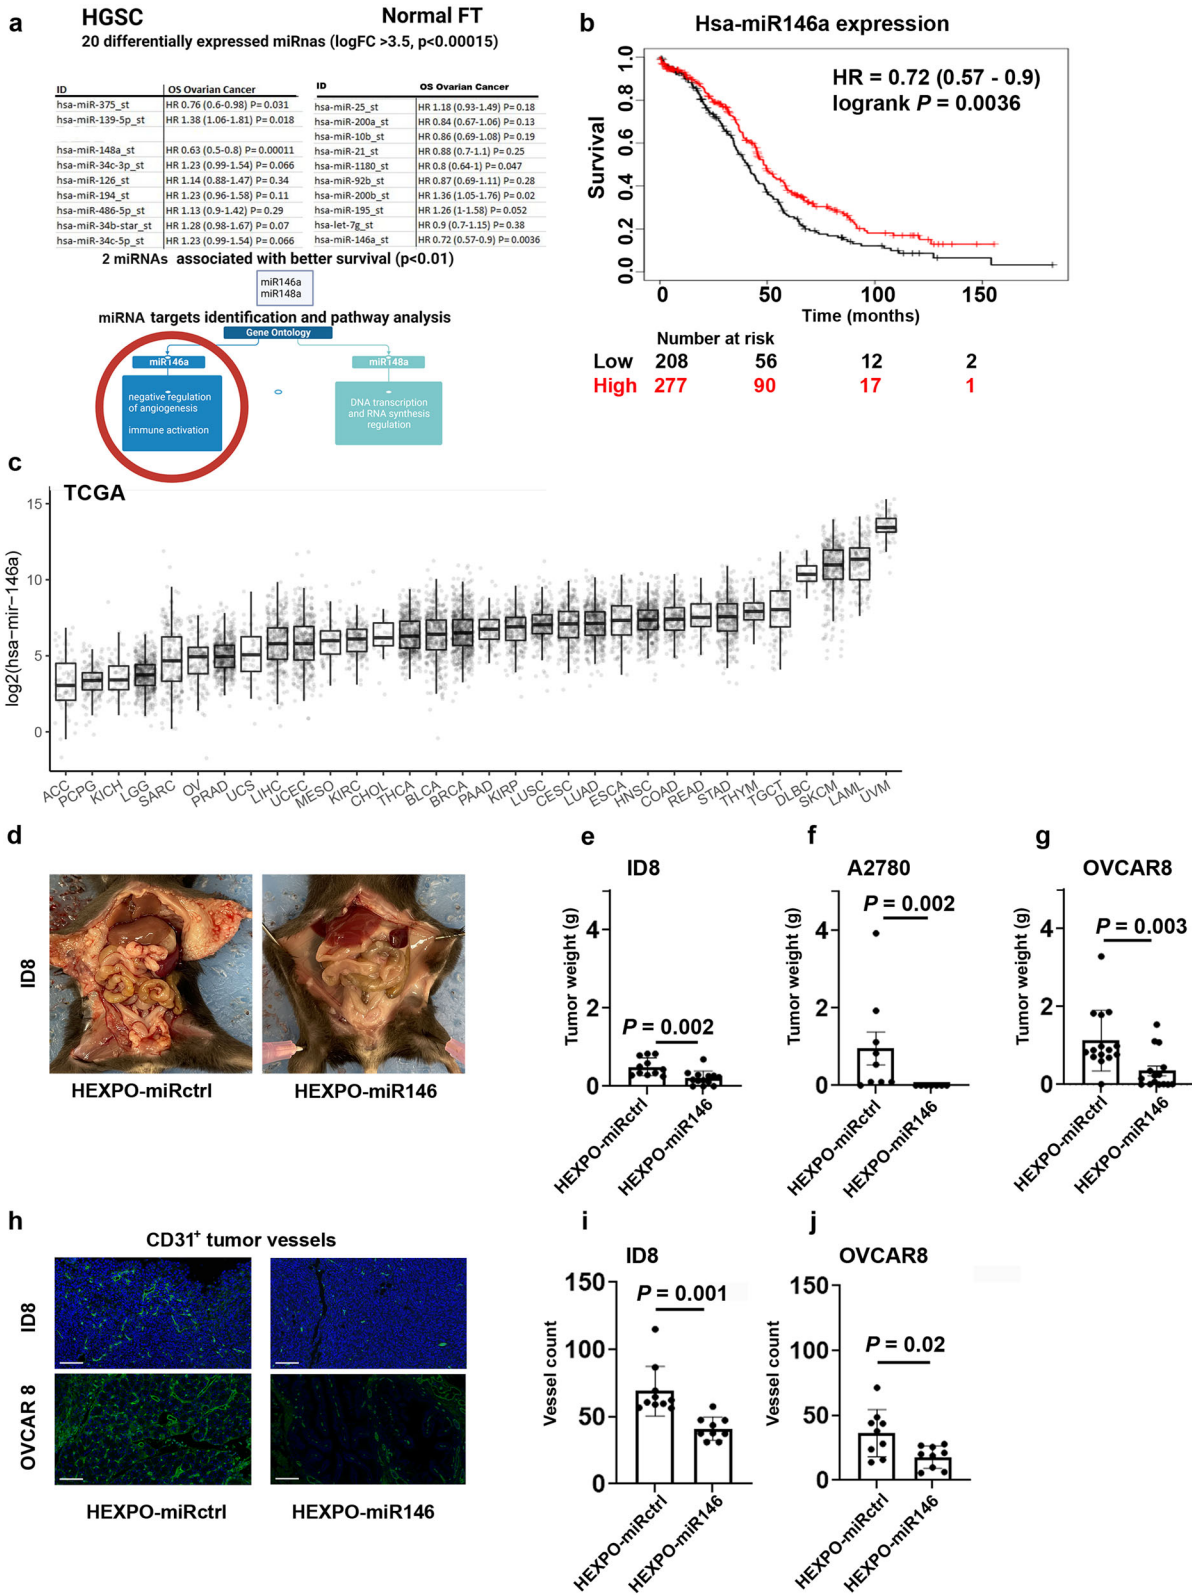 a
HGSC
Normal FT
20 differentially expressed miRnas (logFC >3.5, p<0.00015)
ID OS Ovarian Cancer
hsa-miR-375_st HR 0.76 (0.6-0.98) P= 0.031
hsa-miR-139-5p_st HR 1.38 (1.06-1.81) P= 0.018
hsa-miR-148a_st HR 0.63 (0.5-0.8) P= 0.00011
hsa-miR-34c-3p_st HR 1.23 (0.99-1.54) P= 0.066
hsa-miR-126_st HR 1.14 (0.88-1.47) P= 0.34
hsa-miR-194_st HR 1.23 (0.96-1.58) P= 0.11
hsa-miR-486-5p_st HR 1.13 (0.9-1.42) P= 0.29
hsa-miR-34b-star_st HR 1.28 (0.98-1.67) P= 0.07
hsa-miR-34c-5p_st HR 1.23 (0.99-1.54) P= 0.066
ID OS Ovarian Cancer
hsa-miR-25_st HR 1.18 (0.93-1.49) P= 0.18
hsa-miR-200a_st HR 0.84 (0.67-1.06) P= 0.13
hsa-miR-10b_st HR 0.86 (0.69-1.08) P= 0.19
hsa-miR-21_st HR 0.88 (0.7-1.1) P= 0.25
hsa-miR-1180_st HR 0.8 (0.64-1) P= 0.047
hsa-miR-92b_st HR 0.87 (0.69-1.11) P= 0.28
hsa-miR-200b_st HR 1.36 (1.05-1.76) P= 0.02
hsa-miR-195_st HR 1.26 (1-1.58) P= 0.052
hsa-let-7g_st HR 0.9 (0.7-1.15) P= 0.38
hsa-miR-146a_st HR 0.72 (0.57-0.9) P= 0.0036
2 miRNAs associated with better survival (p<0.01)
miR146a
miR148a
miRNA targets identification and pathway analysis
Gene Ontology
miR146a
miR148a
negative regulation
of angiogenesis
immune activation
DNA transcription
and RNA synthesis
regulation
b
Hsa-miR146a expression
HR = 0.72 (0.57 - 0.9)
logrank P = 0.0036
Survival
1.0
0.8
0.6
0.4
0.2
0.0
0 50 100 150
Time (months)
Number at risk
Low 208 56 12 2
High 277 90 17 1
c
TCGA
log2(hsa−mir−146a)
15
10
5
0
ACC PCPG KICH LGG SARC OV PRAD UCS LIHC UCEC MESO KIRC CHOL THCA BLCA BRCA PAAD KIRP LUSC CESC LUAD ESCA HNSC COAD READ STAD THYM TGCT DLBC SKCM LAML UVM
d
ID8
HEXPO-miRctrl
HEXPO-miR146
e
ID8
Tumor weight (g)
4
2
0
P = 0.002
HEXPO-miRctrl
HEXPO-miR146
f
A2780
Tumor weight (g)
4
2
0
P = 0.002
HEXPO-miRctrl
HEXPO-miR146
g
OVCAR8
Tumor weight (g)
4
2
0
P = 0.003
HEXPO-miRctrl
HEXPO-miR146
h
CD31+ tumor vessels
ID8
OVCAR 8
HEXPO-miRctrl
HEXPO-miR146
i
ID8
Vessel count
150
100
50
0
P = 0.001
HEXPO-miRctrl
HEXPO-miR146
j
OVCAR8
Vessel count
150
100
50
0
P = 0.02
HEXPO-miRctrl
HEXPO-miR146